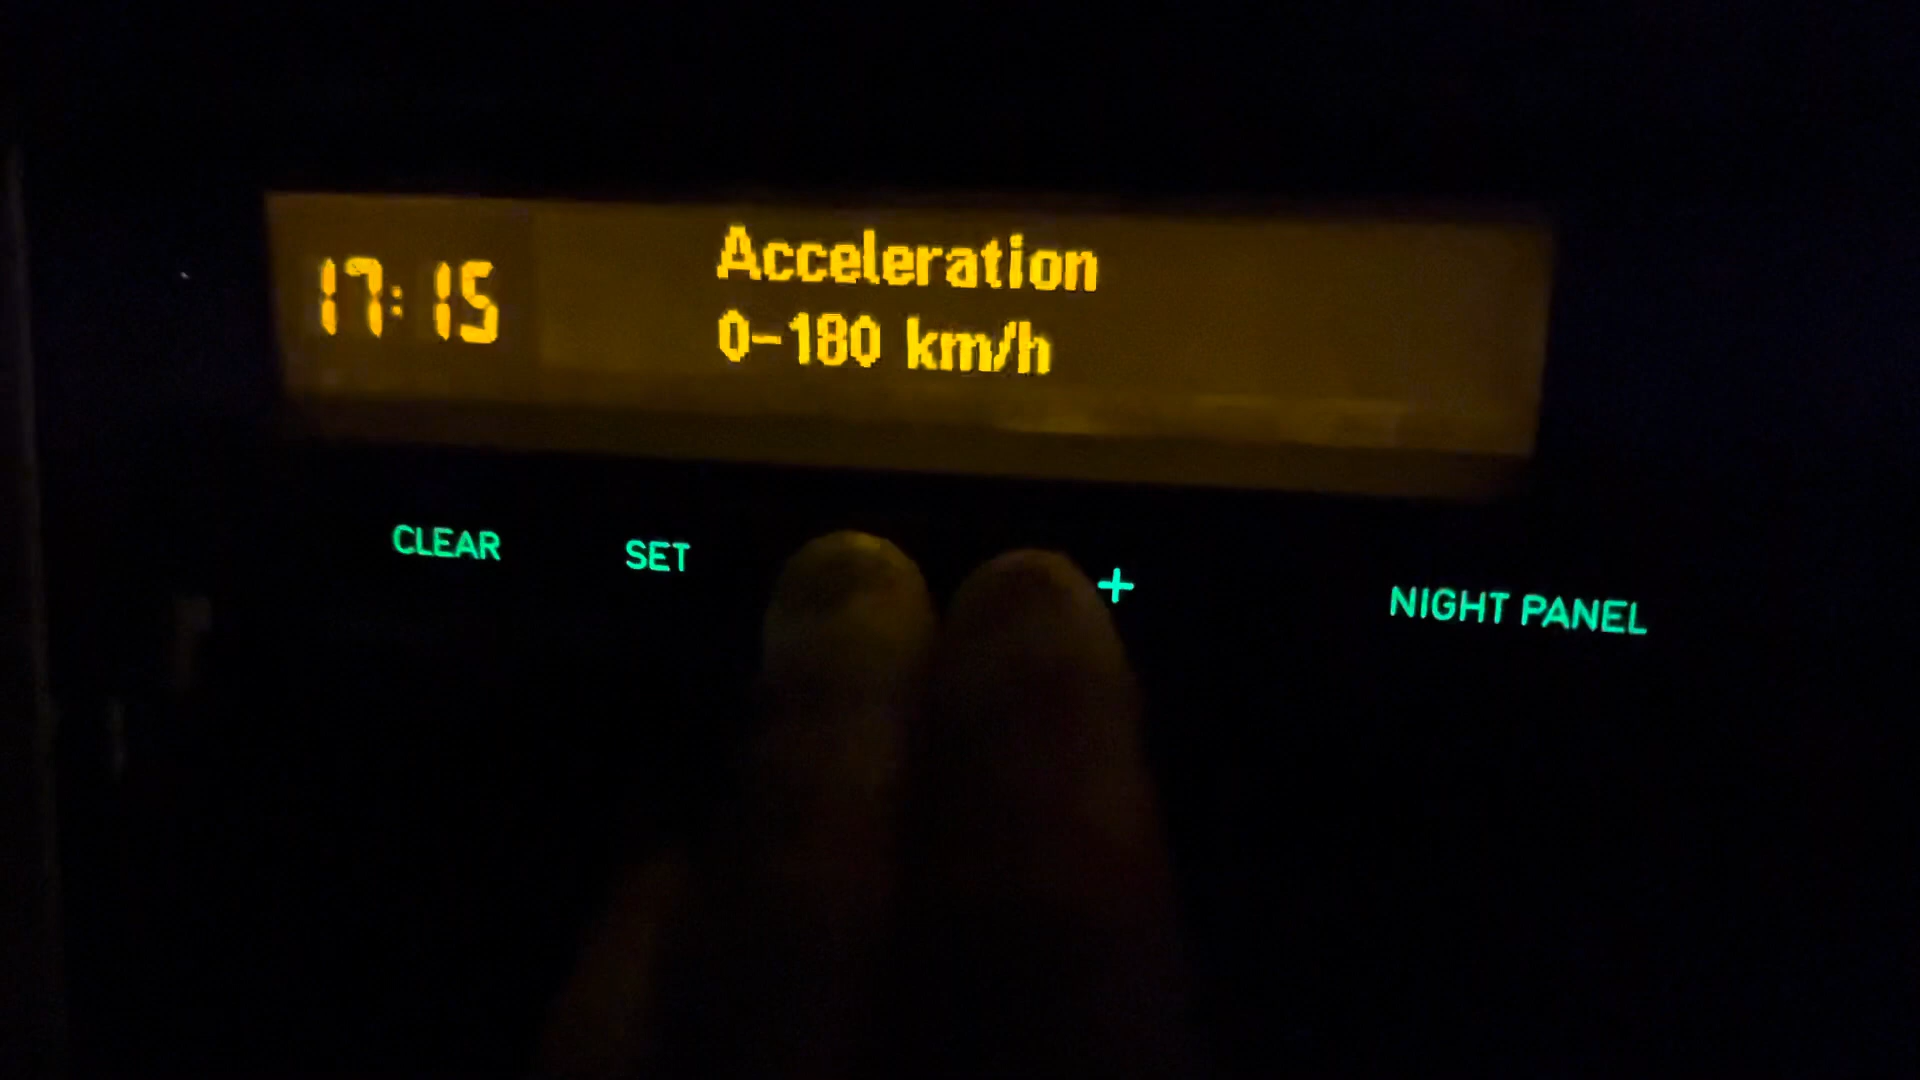 17:15
Acceleration
0-180 km/h
CLEAR
SET
+
NIGHT PANEL